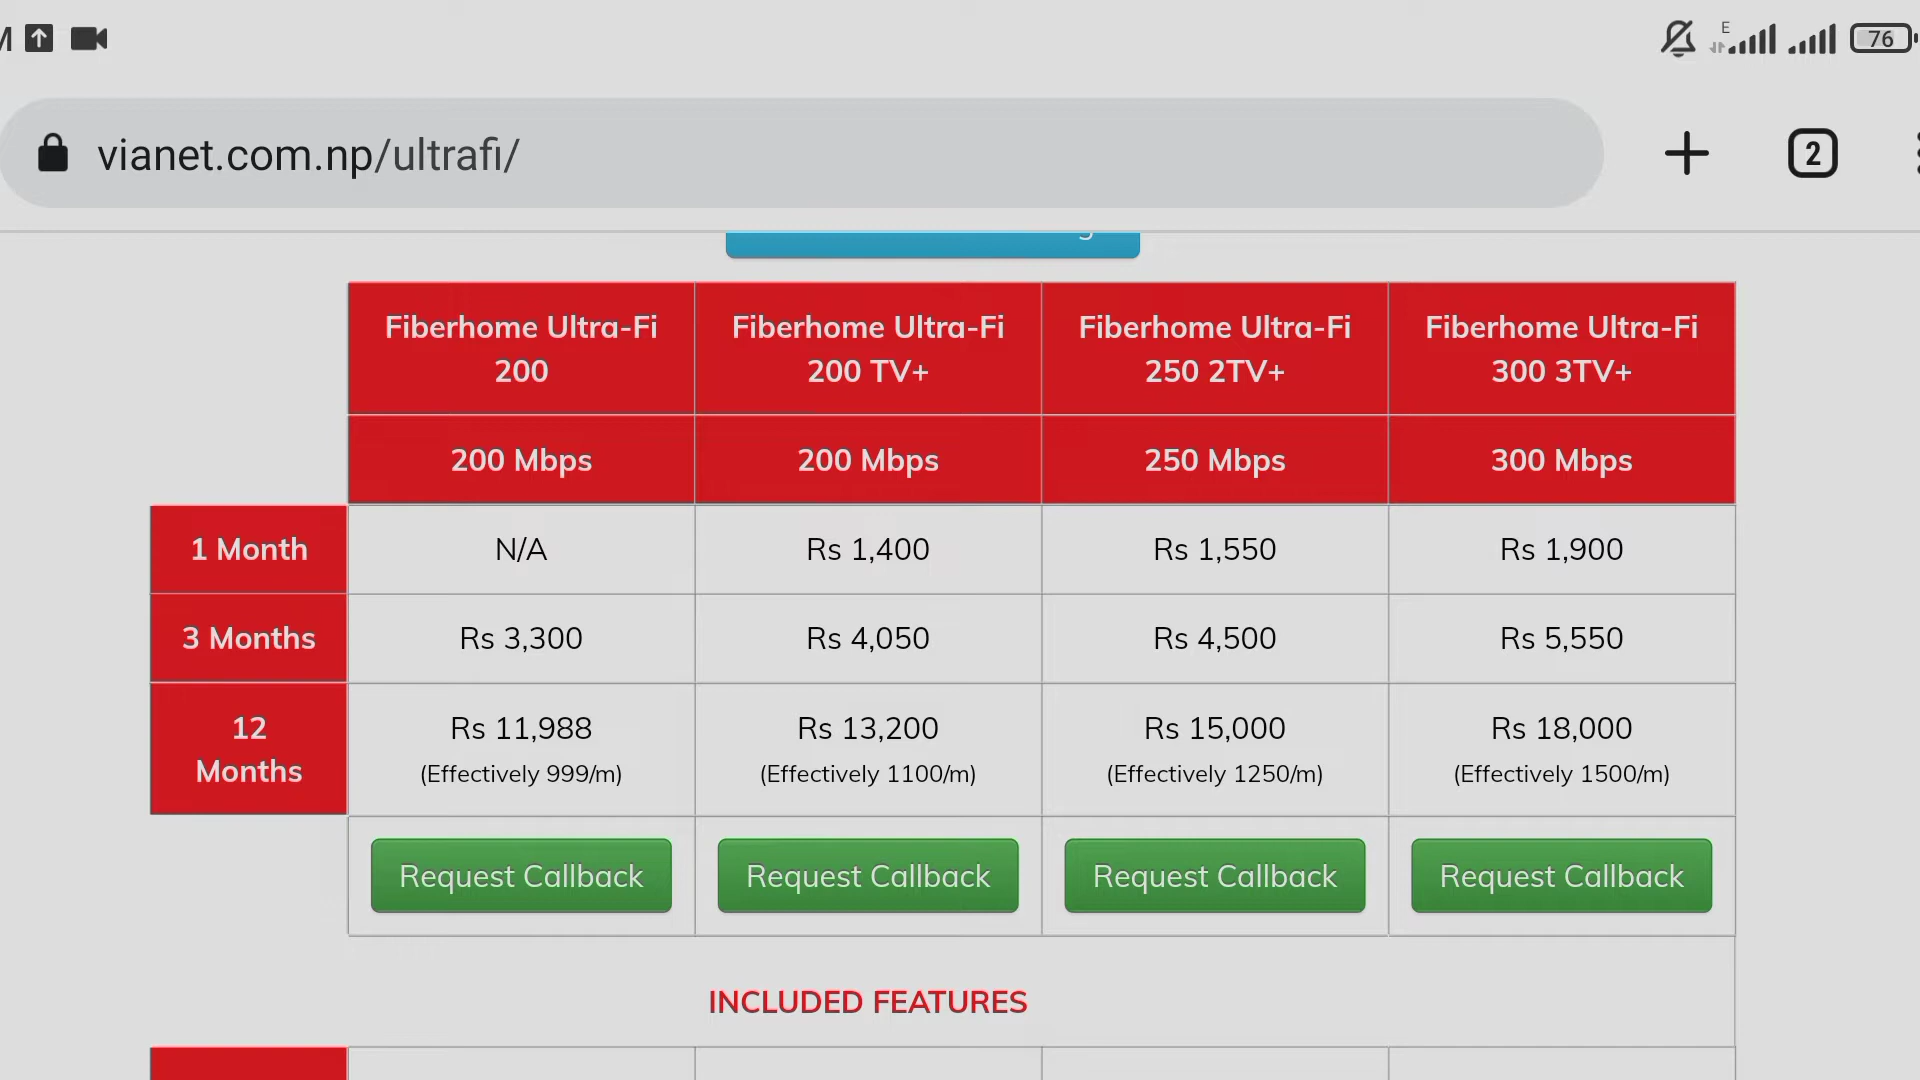 E
76
vianet.com.np/ultrafi/
2
Fiberhome Ultra-Fi 200
Fiberhome Ultra-Fi 200 TV+
Fiberhome Ultra-Fi 250 2TV+
Fiberhome Ultra-Fi 300 3TV+
200 Mbps
200 Mbps
250 Mbps
300 Mbps
1 Month
N/A
Rs 1,400
Rs 1,550
Rs 1,900
3 Months
Rs 3,300
Rs 4,050
Rs 4,500
Rs 5,550
12 Months
Rs 11,988
(Effectively 999/m)
Rs 13,200
(Effectively 1100/m)
Rs 15,000
(Effectively 1250/m)
Rs 18,000
(Effectively 1500/m)
Request Callback
Request Callback
Request Callback
Request Callback
INCLUDED FEATURES